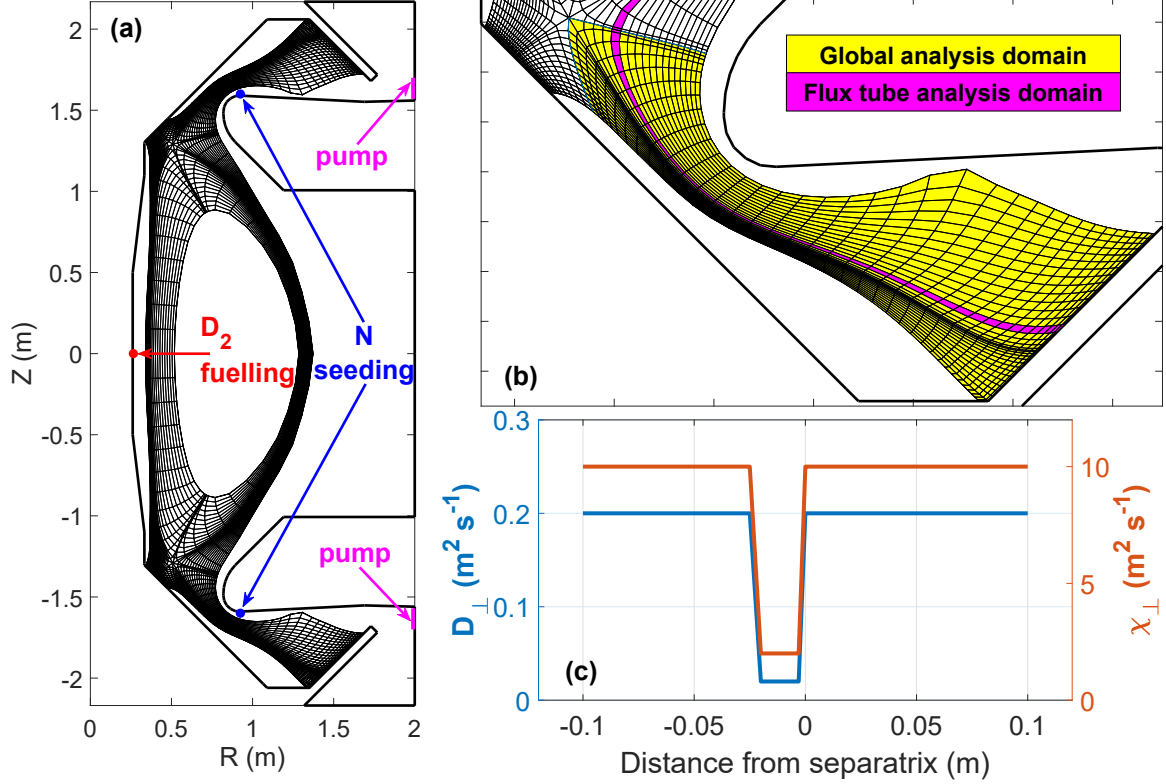 (a)
2
1.5
1
0.5
0
-0.5
-1
-1.5
-2
Z (m)
0
0.5
1
1.5
2
R (m)
pump
D2
fuelling
N
seeding
pump
Global analysis domain
Flux tube analysis domain
(b)
0.3
0.2
0.1
0
D⊥ (m² s⁻¹)
10
5
0
χ⊥ (m² s⁻¹)
(c)
-0.1
-0.05
0
0.05
0.1
Distance from separatrix (m)